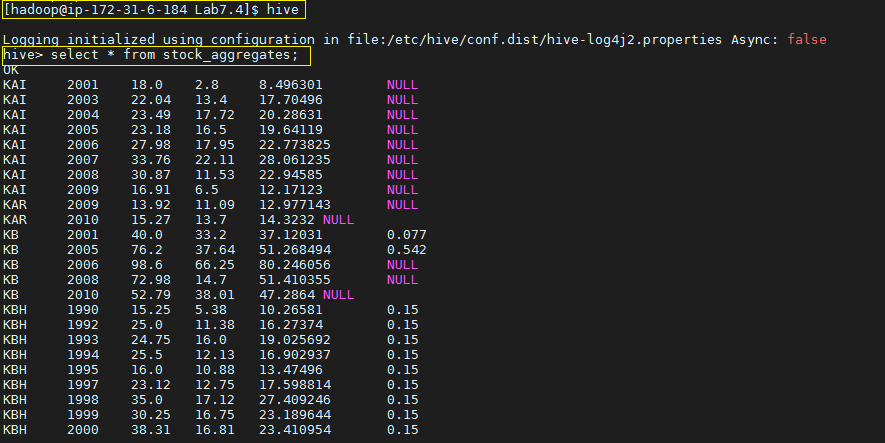 [hadoop@ip-172-31-6-184 Lab7.4]$ hive
Logging initialized using configuration in file:/etc/hive/conf.dist/hive-log4j2.properties Async: false
hive> select * from stock_aggregates;
OK
KAI 2001 18.0 2.8 8.496301 NULL
KAI 2003 22.04 13.4 17.70496 NULL
KAI 2004 23.49 17.72 20.28631 NULL
KAI 2005 23.18 16.5 19.64119 NULL
KAI 2006 27.98 17.95 22.773825 NULL
KAI 2007 33.76 22.11 28.061235 NULL
KAI 2008 30.87 11.53 22.94585 NULL
KAI 2009 16.91 6.5 12.17123 NULL
KAR 2009 13.92 11.09 12.977143 NULL
KAR 2010 15.27 13.7 14.3232 NULL
KB 2001 40.0 33.2 37.12031 0.077
KB 2005 76.2 37.64 51.268494 0.542
KB 2006 98.6 66.25 80.246056 NULL
KB 2008 72.98 14.7 51.410355 NULL
KB 2010 52.79 38.01 47.2864 NULL
KBH 1990 15.25 5.38 10.26581 0.15
KBH 1992 25.0 11.38 16.27374 0.15
KBH 1993 24.75 16.0 19.025692 0.15
KBH 1994 25.5 12.13 16.902937 0.15
KBH 1995 16.0 10.88 13.47496 0.15
KBH 1997 23.12 12.75 17.598814 0.15
KBH 1998 35.0 17.12 27.409246 0.15
KBH 1999 30.25 16.75 23.189644 0.15
KBH 2000 38.31 16.81 23.410954 0.15